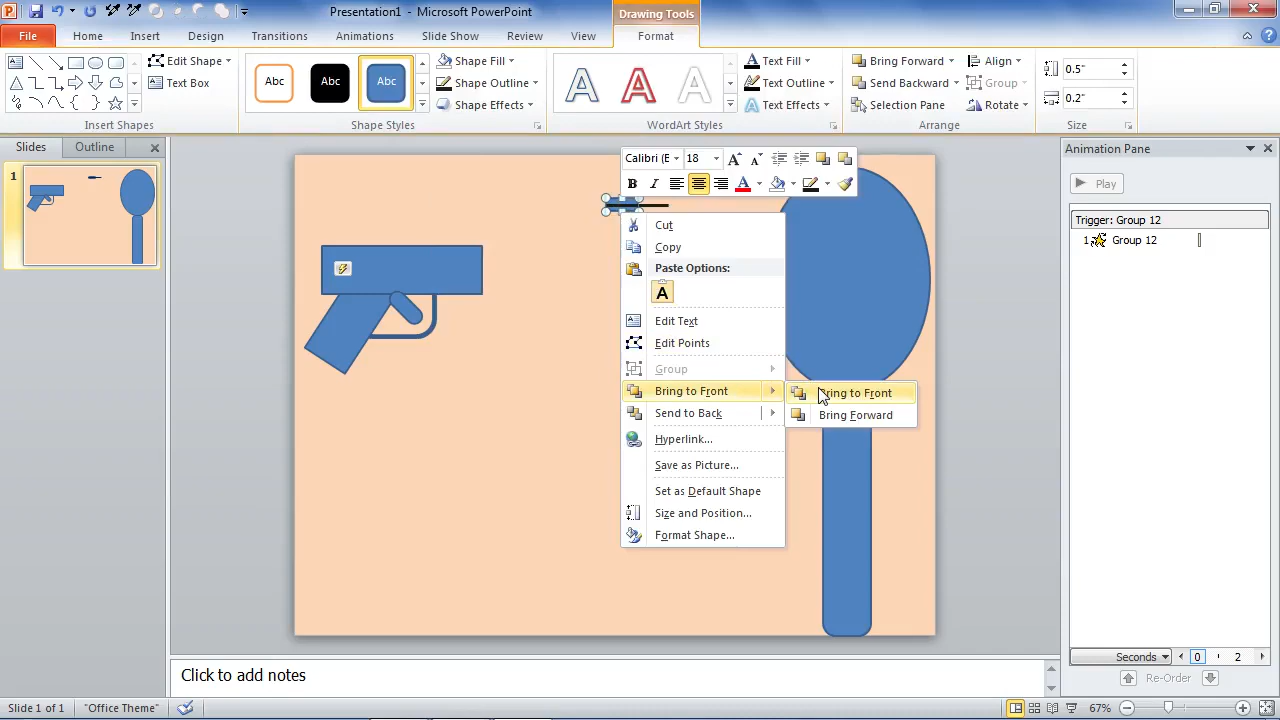 Presentation1 - Microsoft PowerPoint
Drawing Tools
File Home Insert Design Transitions Animations Slide Show Review View Format
Edit Shape
Text Box
Insert Shapes
Abc Abc Abc
Shape Fill
Shape Outline
Shape Effects
Shape Styles
A A A
Text Fill
Text Outline
Text Effects
WordArt Styles
Bring Forward
Send Backward
Selection Pane
Align
Group
Rotate
Arrange
0.5"
0.2"
Size
Slides Outline
1
Calibri (E 18
B I
Cut
Copy
Paste Options:
A
Edit Text
Edit Points
Group
Bring to Front
Send to Back
Hyperlink...
Save as Picture...
Set as Default Shape
Size and Position...
Format Shape...
Bring to Front
Bring Forward
Animation Pane
Play
Trigger: Group 12
1 Group 12
Seconds 0 2
Re-Order
Click to add notes
Slide 1 of 1 "Office Theme" 67%